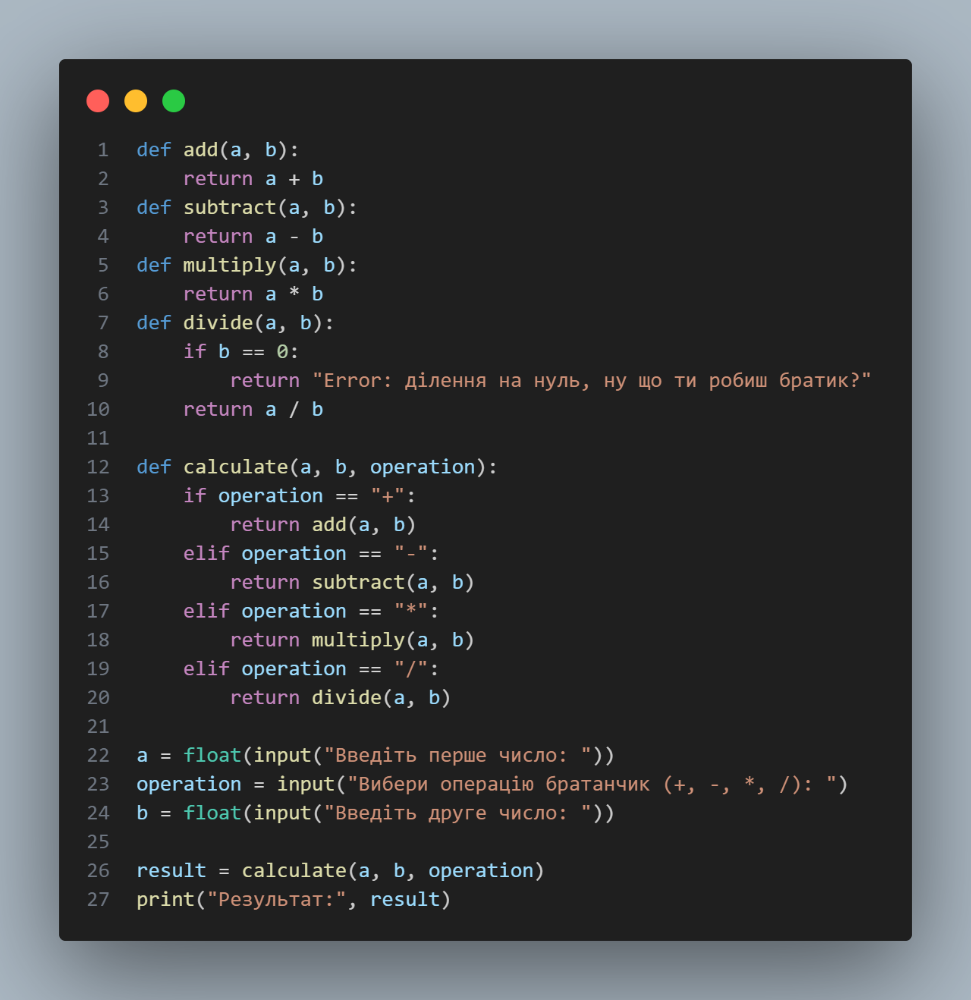 1 def add(a, b):
2     return a + b
3 def subtract(a, b):
4     return a - b
5 def multiply(a, b):
6     return a * b
7 def divide(a, b):
8     if b == 0:
9         return "Error: ділення на нуль, ну що ти робиш братик?"
10     return a / b
11
12 def calculate(a, b, operation):
13     if operation == "+":
14         return add(a, b)
15     elif operation == "-":
16         return subtract(a, b)
17     elif operation == "*":
18         return multiply(a, b)
19     elif operation == "/":
20         return divide(a, b)
21
22 a = float(input("Введіть перше число: "))
23 operation = input("Вибери операцію братанчик (+, -, *, /): ")
24 b = float(input("Введіть друге число: "))
25
26 result = calculate(a, b, operation)
27 print("Результат:", result)